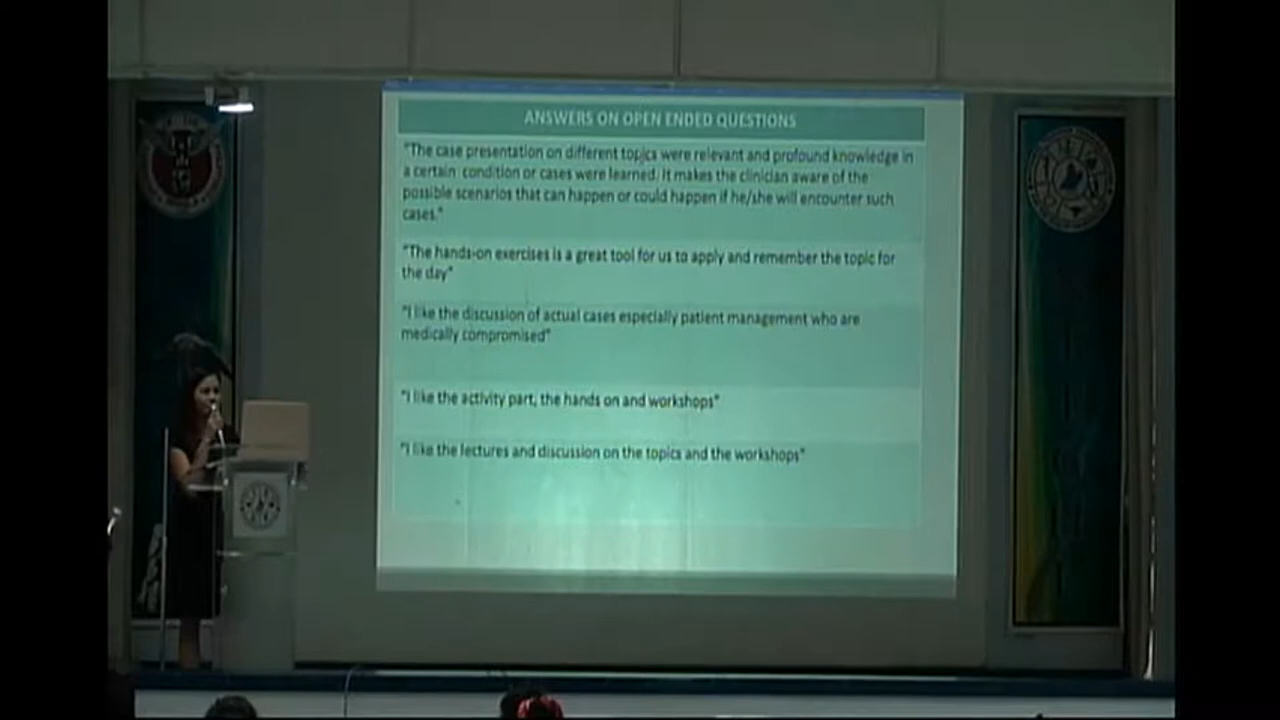 ANSWERS ON OPEN ENDED QUESTIONS
"The case presentation on different topics were relevant and profound knowledge in
a certain condition or cases were learned. It makes the clinician aware of the
possible scenarios that can happen or could happen if he/she will encounter such
cases."
"The hands-on exercises is a great tool for us to apply and remember the topic for
the day"
"I like the discussion of actual cases especially patient management who are
medically compromised"
"I like the activity part, the hands on and workshops"
"I like the lectures and discussion on the topics and the workshops"